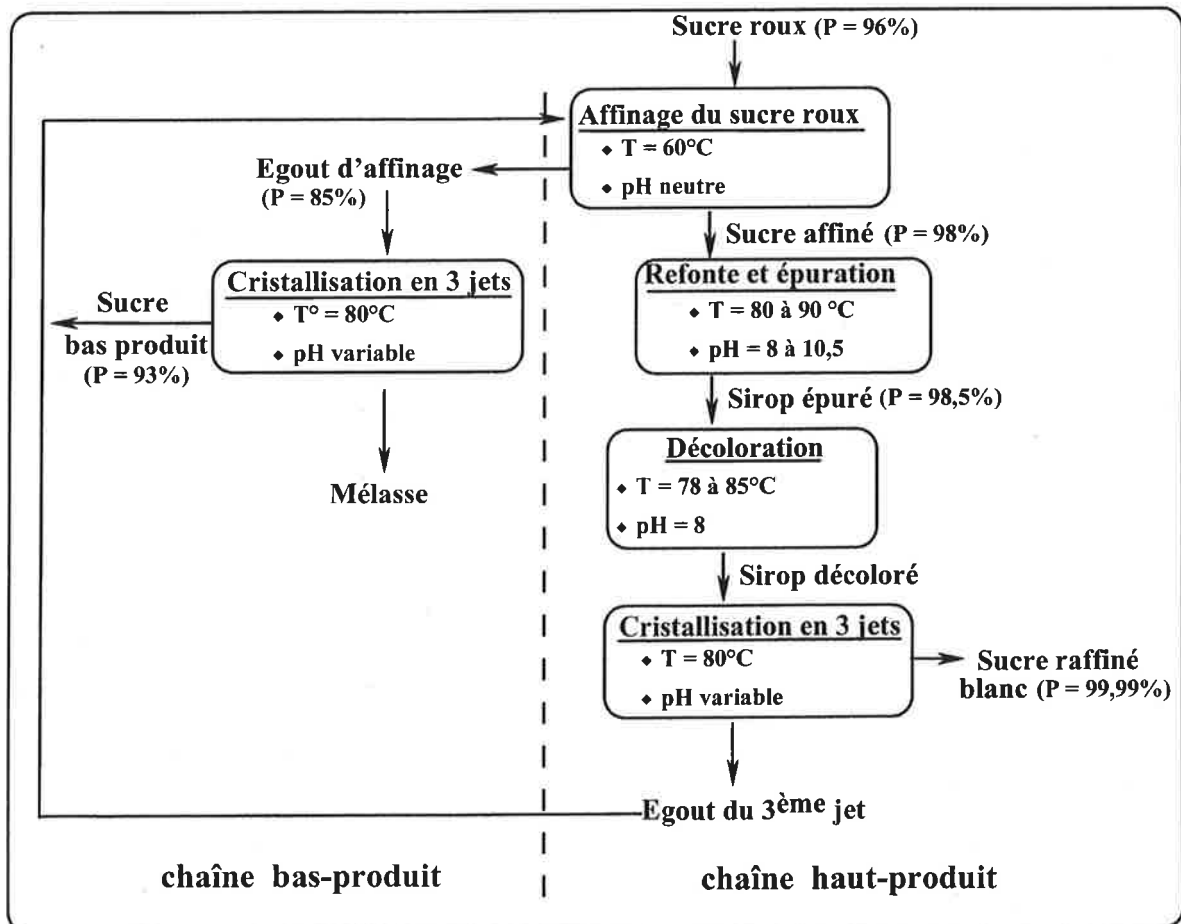 Sucre roux (P = 96%)
Affinage du sucre roux
♦ T = 60°C
♦ pH neutre
Egout d'affinage
(P = 85%)
Sucre affiné (P = 98%)
Cristallisation en 3 jets
♦ T° = 80°C
♦ pH variable
Sucre
bas produit
(P = 93%)
Mélasse
Refonte et épuration
♦ T = 80 à 90 °C
♦ pH = 8 à 10,5
Sirop épuré (P = 98,5%)
Décoloration
♦ T = 78 à 85°C
♦ pH = 8
Sirop décoloré
Cristallisation en 3 jets
♦ T = 80°C
♦ pH variable
Sucre raffiné
blanc (P = 99,99%)
Egout du 3ème jet
chaîne bas-produit
chaîne haut-produit